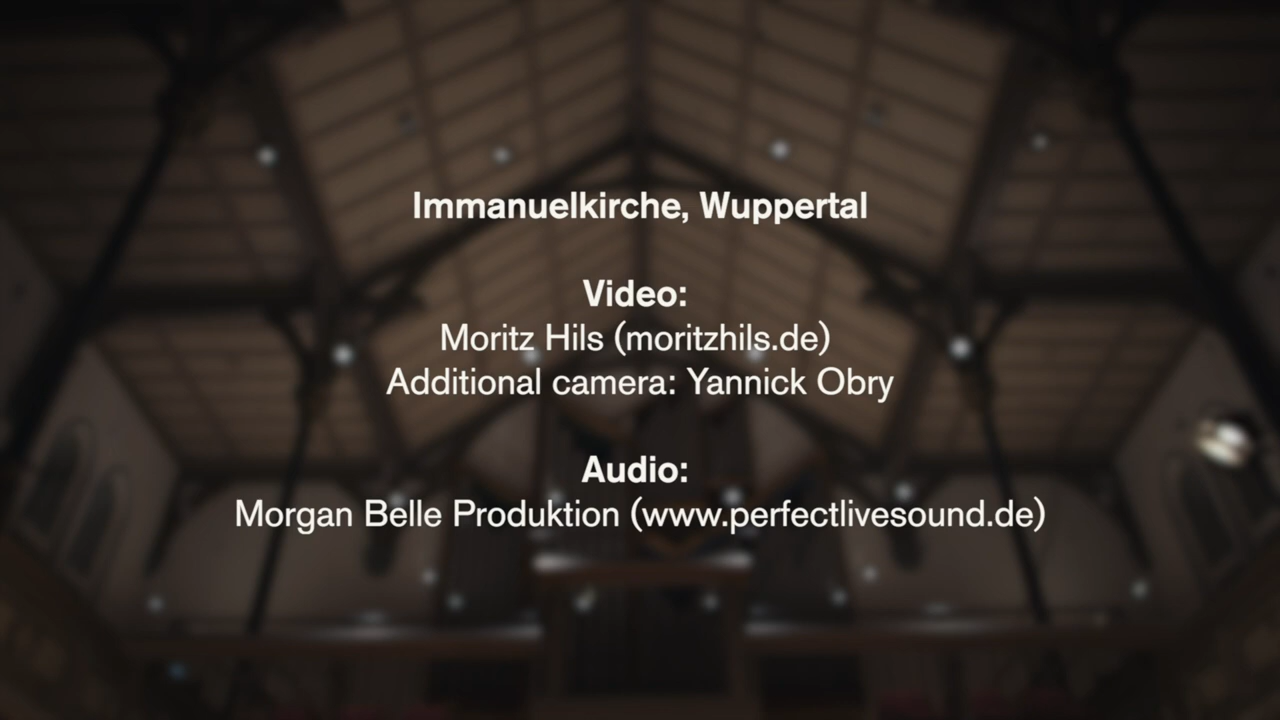 Immanuelkirche, Wuppertal
Video:
Moritz Hils (moritzhils.de)
Additional camera: Yannick Obry
Audio:
Morgan Belle Produktion (www.perfectlivesound.de)